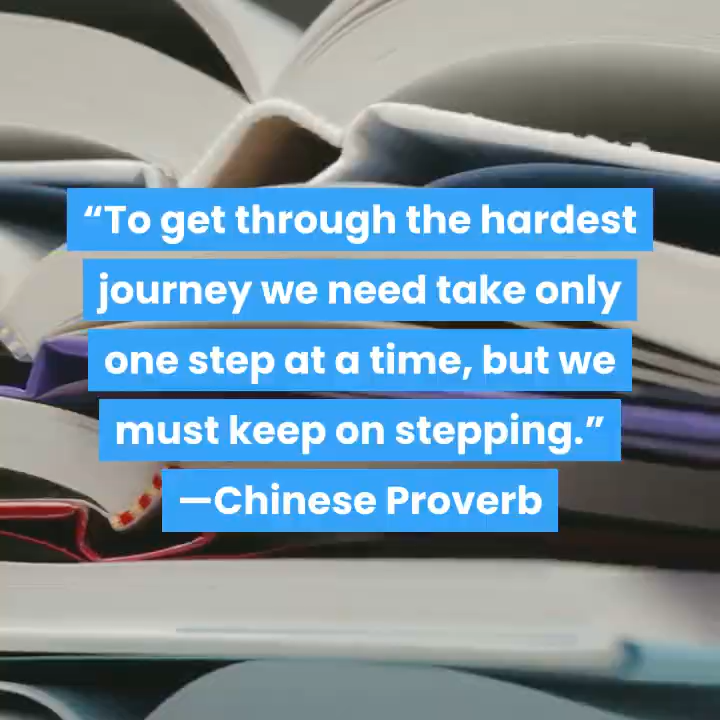 “To get through the hardest
journey we need take only
one step at a time, but we
must keep on stepping.”
—Chinese Proverb